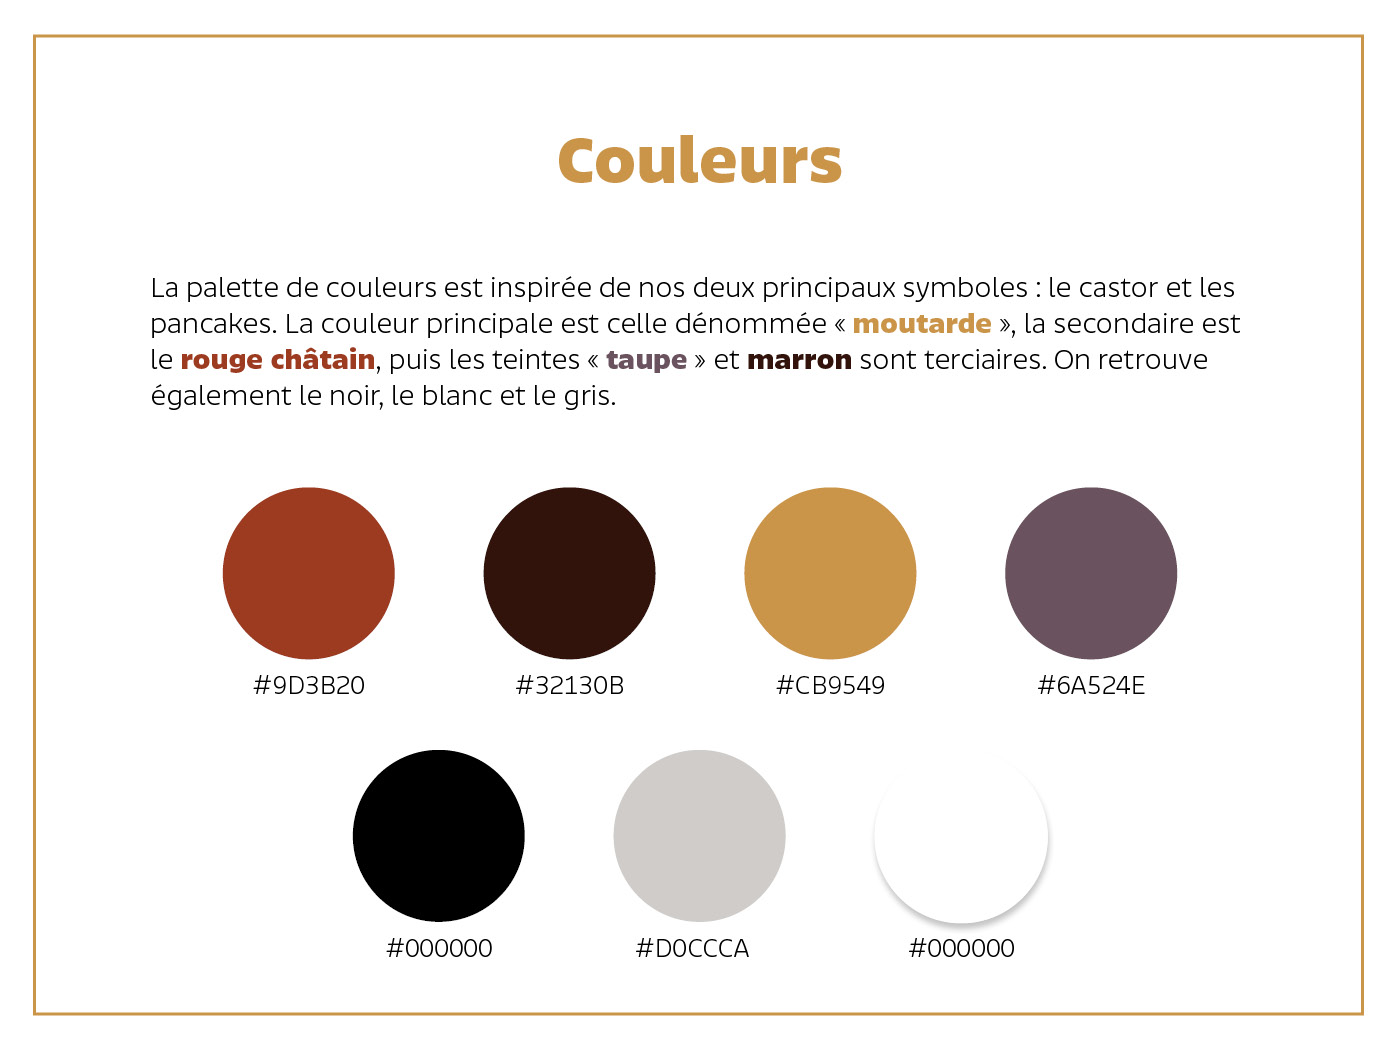 Couleurs
La palette de couleurs est inspirée de nos deux principaux symboles : le castor et les
pancakes. La couleur principale est celle dénommée « moutarde », la secondaire est
le rouge châtain, puis les teintes « taupe » et marron sont terciaires. On retrouve
également le noir, le blanc et le gris.
#9D3B20 #32130B #CB9549 #6A524E
#000000 #D0CCCA #000000